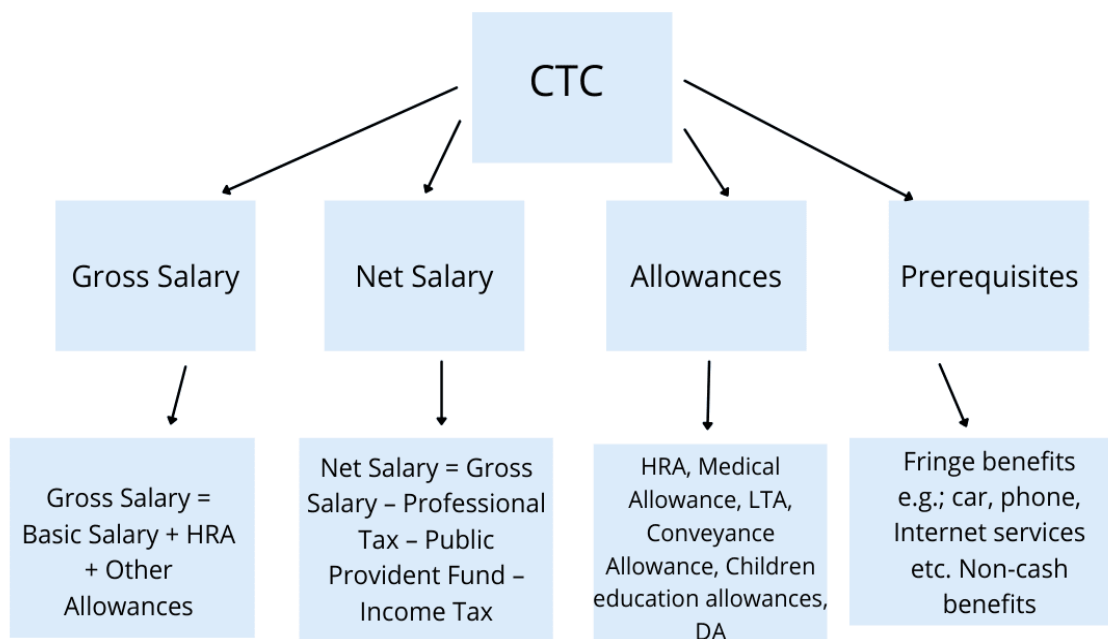 CTC
Gross Salary
Net Salary
Allowances
Prerequisites
Gross Salary =
Basic Salary + HRA
+ Other
Allowances
Net Salary = Gross
Salary – Professional
Tax – Public
Provident Fund –
Income Tax
HRA, Medical
Allowance, LTA,
Conveyance
Allowance, Children
education allowances,
DA
Fringe benefits
e.g.; car, phone,
Internet services
etc. Non-cash
benefits